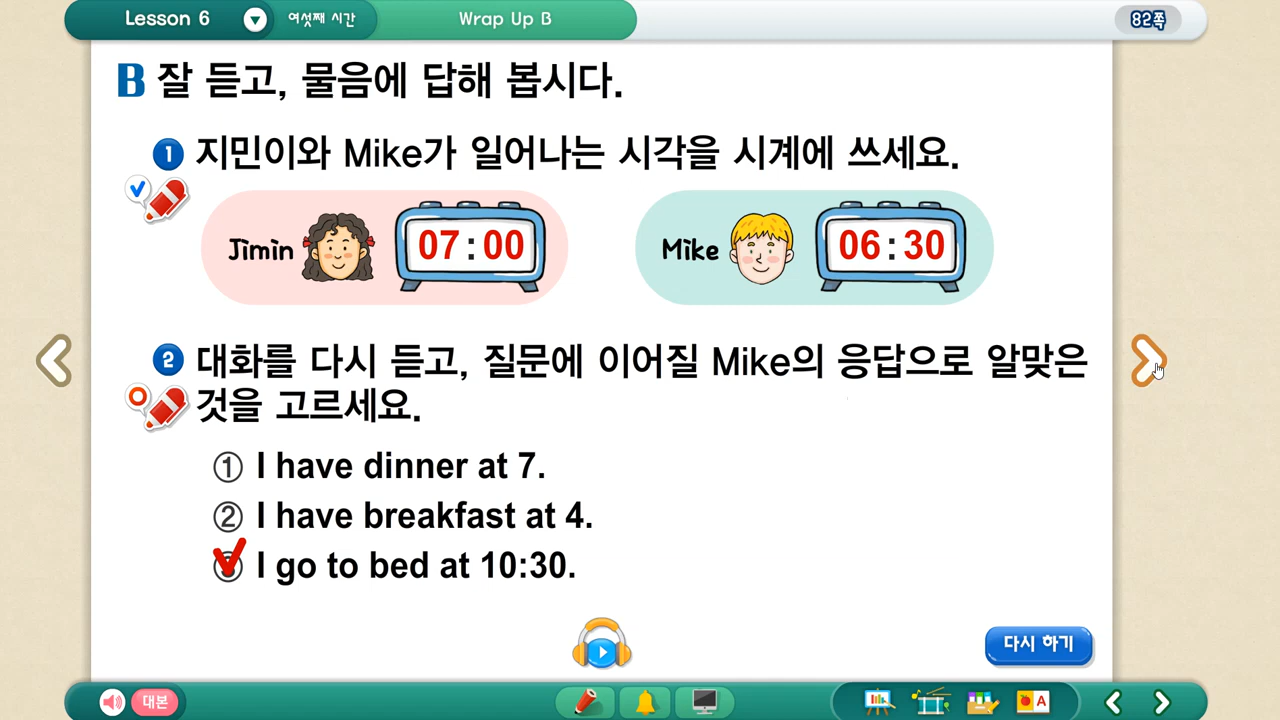 Lesson 6
여섯째 시간
Wrap Up B
82쪽
B 잘 듣고, 물음에 답해 봅시다.
1 지민이와 Mike가 일어나는 시각을 시계에 쓰세요.
Jimin 07:00
Mike 06:30
2 대화를 다시 듣고, 질문에 이어질 Mike의 응답으로 알맞은
것을 고르세요.
① I have dinner at 7.
② I have breakfast at 4.
③ I go to bed at 10:30.
다시 하기
대본
A